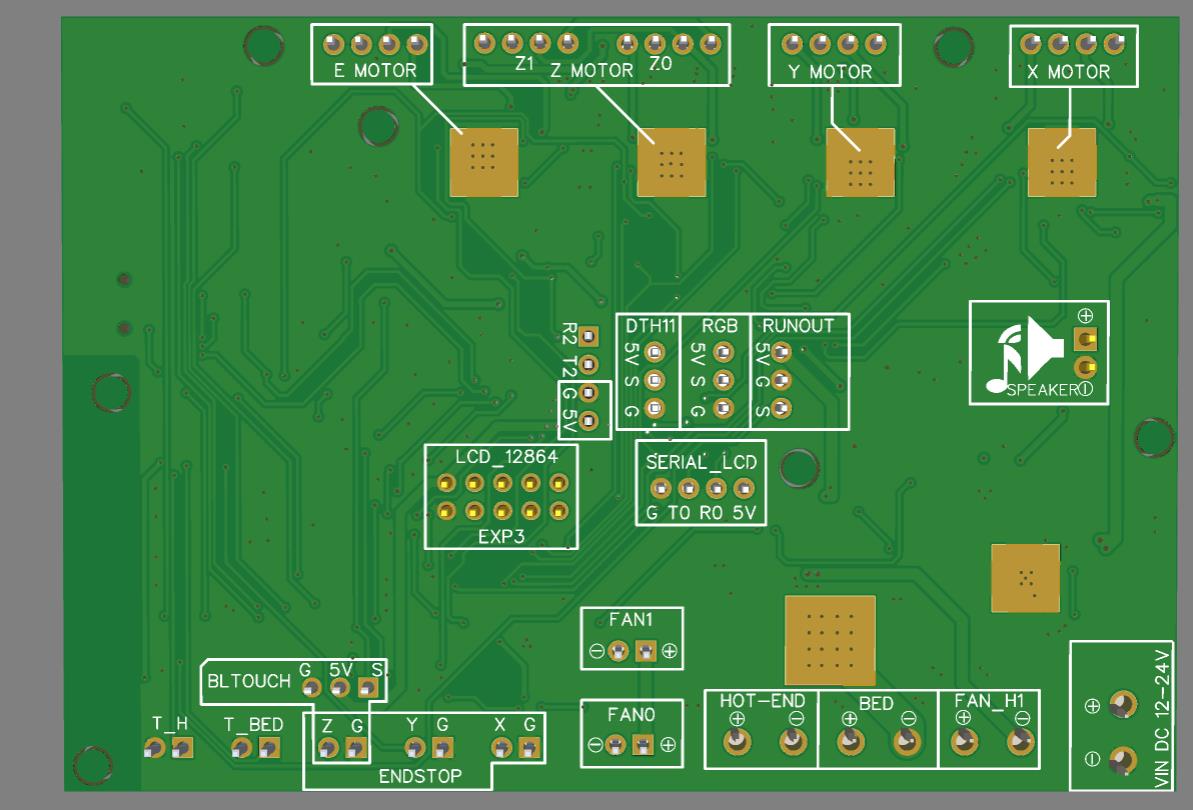 E MOTOR
Z1 Z MOTOR Z0
Y MOTOR
X MOTOR
R2
T2
G
5V
DTH11
5V
S
G
RGB
5V
S
G
RUNOUT
5V
G
S
⊕
SPEAKER⊖
LCD_12864
EXP3
SERIAL_LCD
G T0 R0 5V
FAN1
⊖ ⊕
BLTOUCH G 5V S
T_H
T_BED
Z G Y G X G
ENDSTOP
FAN0
⊖ ⊕
HOT-END
⊕ ⊖
BED
⊕ ⊖
FAN_H1
⊕ ⊖
⊕
⊖
VIN DC 12-24V